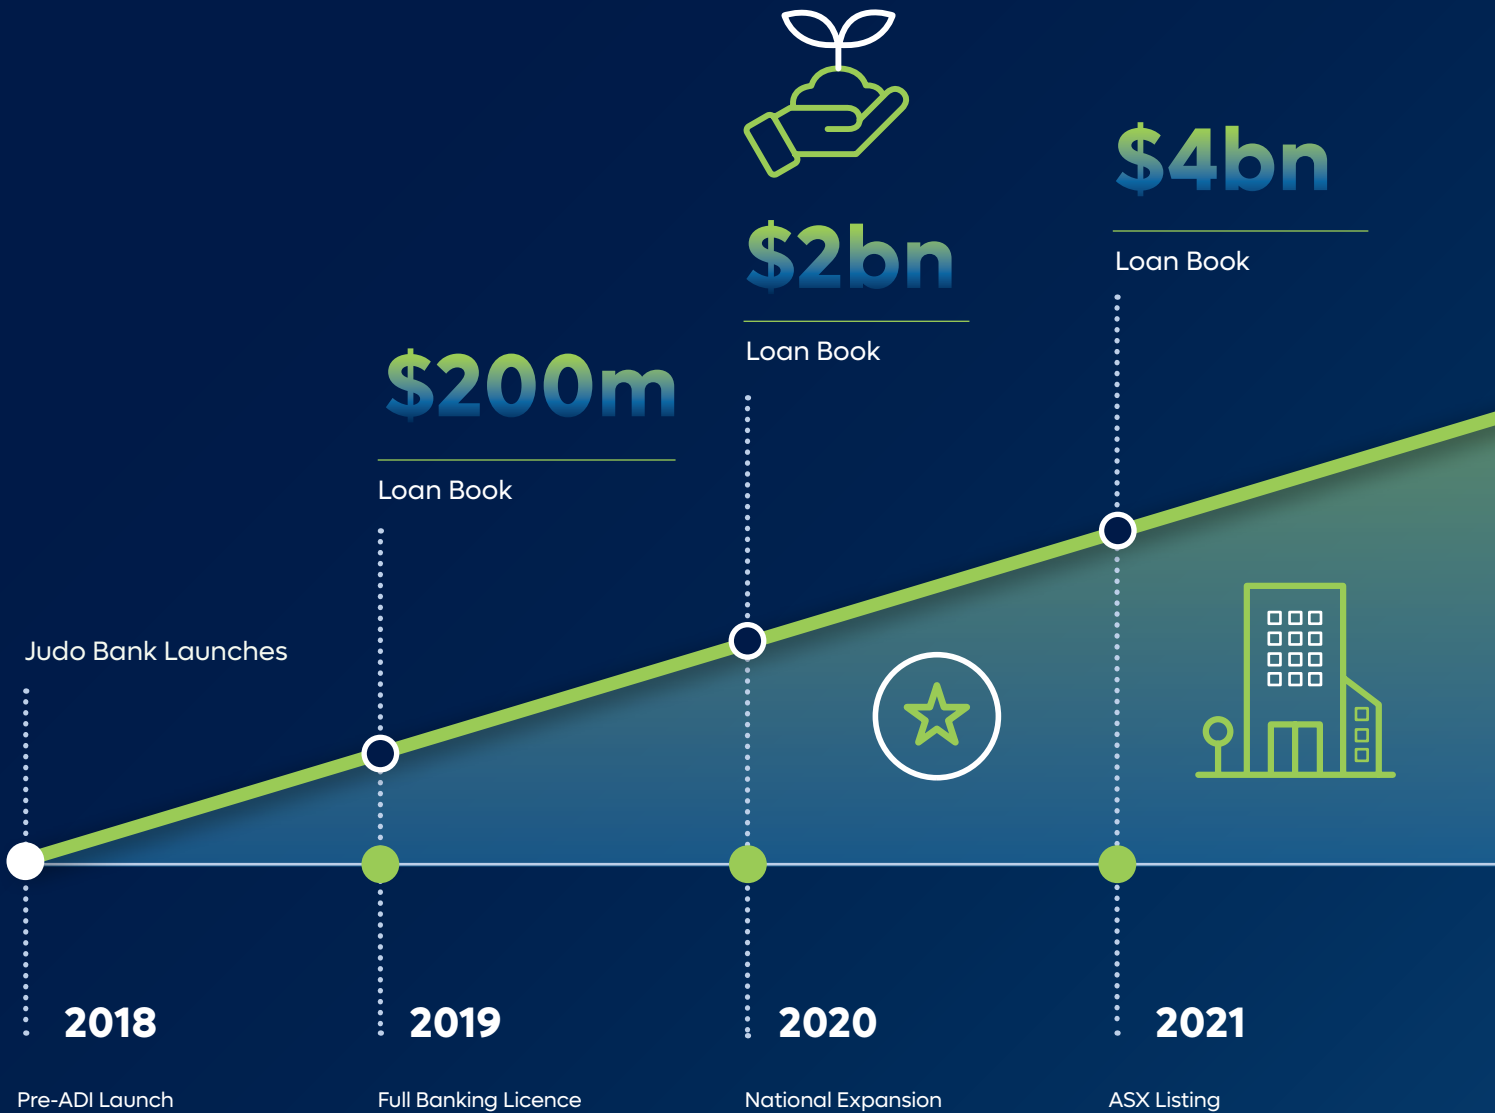 $4bn
Loan Book
$2bn
Loan Book
$200m
Loan Book
Judo Bank Launches
2018
2019
2020
2021
Pre-ADI Launch
Full Banking Licence
National Expansion
ASX Listing